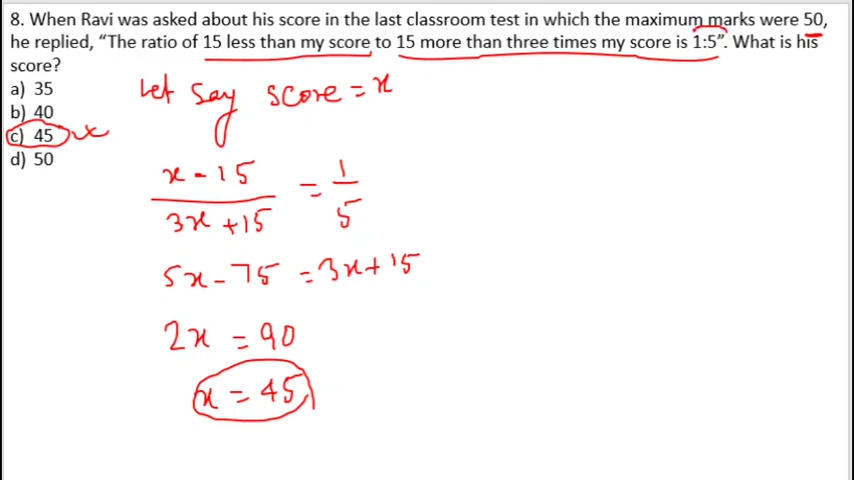 8. When Ravi was asked about his score in the last classroom test in which the maximum marks were 50,
he replied, “The ratio of 15 less than my score to 15 more than three times my score is 1:5”. What is his
score?
a) 35
b) 40
c) 45
d) 50
Let say score = x
x - 15 / 3x + 15 = 1 / 5
5x - 75 = 3x + 15
2x = 90
x = 45